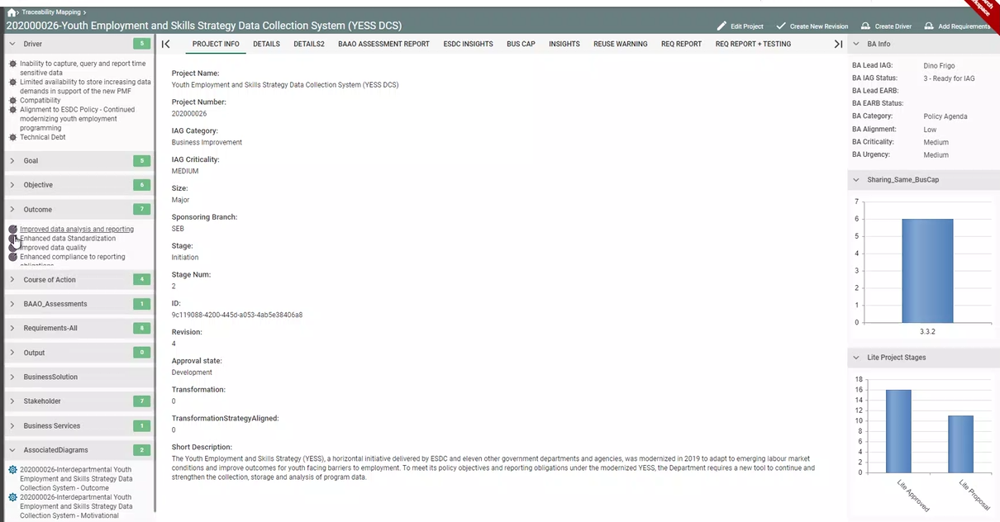 Traceability Mapping >
202000026-Youth Employment and Skills Strategy Data Collection System (YESS DCS)
Edit Project
Create New Revision
Create Driver
Add Requirements
Driver 5
Inability to capture, query and report time
sensitive data
Limited availability to store increasing data
demands in support of the new PMF
Compatibility
Alignment to ESDC Policy - Continued
modernizing youth employment
programming
Technical Debt
Goal 5
Objective 6
Outcome 7
Improved data analysis and reporting
Enhanced data Standardization
Improved data quality
Enhanced compliance to reporting
Course of Action 4
BAAO_Assessments 1
Requirements-All 6
Output 0
BusinessSolution
Stakeholder 7
Business Services 1
AssociatedDiagrams 2
202000026-Interdepartmental Youth
Employment and Skills Strategy Data
Collection System - Outcome
202000026-Interdepartmental Youth
Employment and Skills Strategy Data
Collection System - Motivational
PROJECT INFO
DETAILS
DETAILS2
BAAO ASSESSMENT REPORT
ESDC INSIGHTS
BUS CAP
INSIGHTS
REUSE WARNING
REQ REPORT
REQ REPORT + TESTING
Project Name:
Youth Employment and Skills Strategy Data Collection System (YESS DCS)
Project Number:
202000026
IAG Category:
Business Improvement
IAG Criticality:
MEDIUM
Size:
Major
Sponsoring Branch:
SEB
Stage:
Initiation
Stage Num:
2
ID:
9c119088-4200-445d-a053-4ab5e38406a8
Revision:
4
Approval state:
Development
Transformation:
0
TransformationStrategyAligned:
0
Short Description:
The Youth Employment and Skills Strategy (YESS), a horizontal initiative delivered by ESDC and eleven other government departments and agencies, was modernized in 2019 to adapt to emerging labour market
conditions and improve outcomes for youth facing barriers to employment. To meet its policy objectives and reporting obligations under the modernized YESS, the Department requires a new tool to continue and
strengthen the collection, storage and analysis of program data.
BA Info
BA Lead IAG: Dino Frigo
BA IAG Status: 3 - Ready for IAG
BA Lead EARB:
BA EARB Status:
BA Category: Policy Agenda
BA Alignment: Low
BA Criticality: Medium
BA Urgency: Medium
Sharing_Same_BusCap
7
6
5
4
3
2
1
0
3.3.2
Lite Project Stages
18
16
14
12
10
8
6
4
2
0
Lite Approved
Lite Proposal